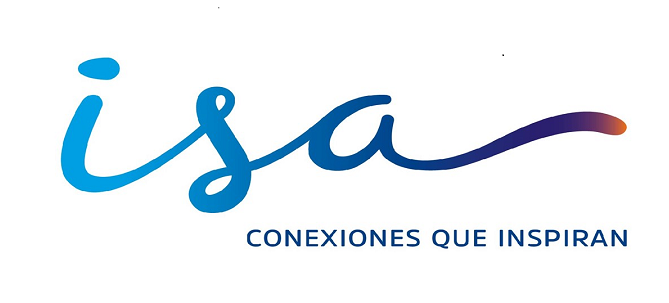 isa
CONEXIONES QUE INSPIRAN